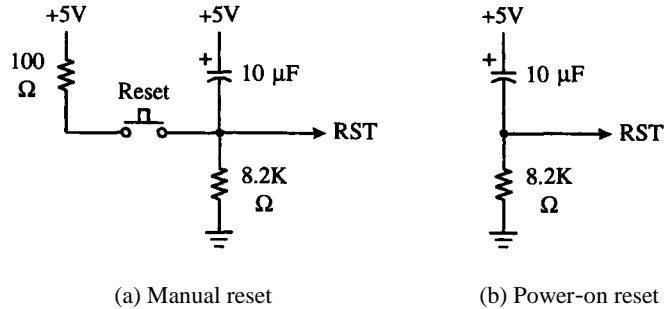 +5V
100
Ω
Reset
+5V
+
10 µF
RST
8.2K
Ω
(a) Manual reset
+5V
+
10 µF
RST
8.2K
Ω
(b) Power-on reset